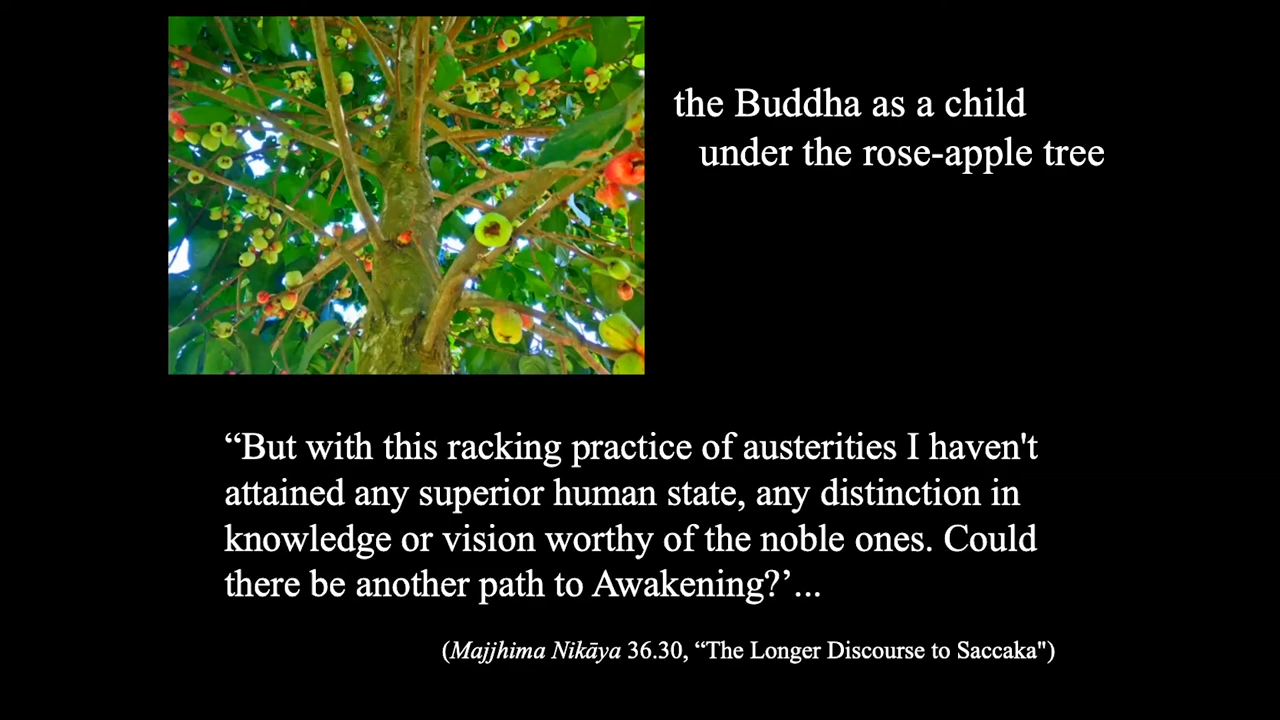 the Buddha as a child
under the rose-apple tree
“But with this racking practice of austerities I haven't
attained any superior human state, any distinction in
knowledge or vision worthy of the noble ones. Could
there be another path to Awakening?’...
(Majjhima Nikāya 36.30, “The Longer Discourse to Saccaka")